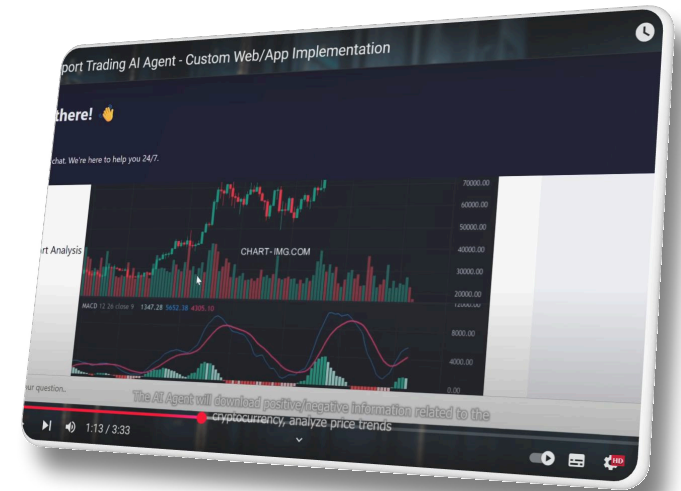 port Trading AI Agent - Custom Web/App Implementation
there! 👋
chat. We're here to help you 24/7.
rt Analysis
CHART-IMG.COM
70000.00
60000.00
50000.00
40000.00
30000.00
20000.00
MACD 12 26 close 9 1347.28 5652.38 4305.10
12000.00
8000.00
4000.00
0.00
ur question..
The AI Agent will download positive/negative information related to the
cryptocurrency, analyze price trends
1:13 / 3:33
HD